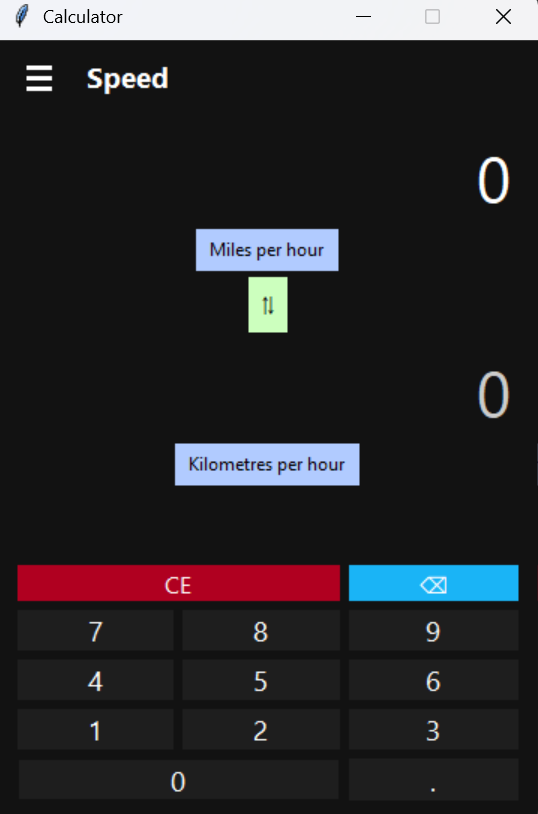 Calculator
☰ Speed
0
Miles per hour
⇅
0
Kilometres per hour
CE ⌫
7 8 9
4 5 6
1 2 3
0 .